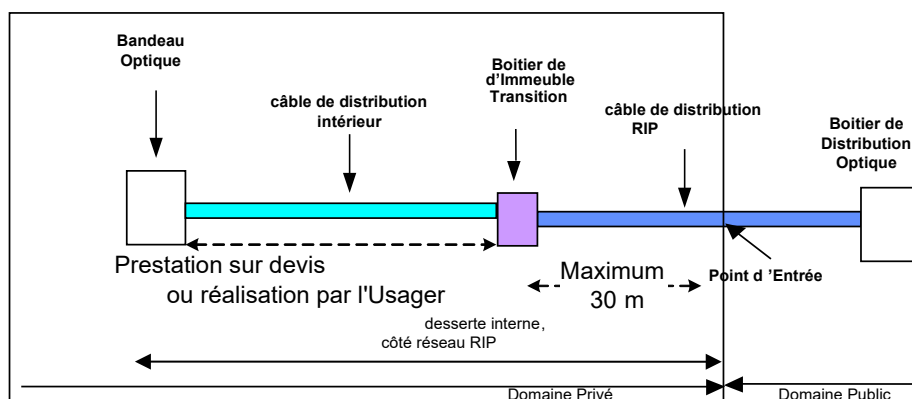 Bandeau
Optique
câble de distribution
intérieur
Boitier de
d'Immeuble
Transition
câble de distribution
RIP
Boitier de
Distribution
Optique
Prestation sur devis
ou réalisation par l'Usager
Maximum
30 m
Point d 'Entrée
desserte interne,
côté réseau RIP
Domaine Privé
Domaine Public